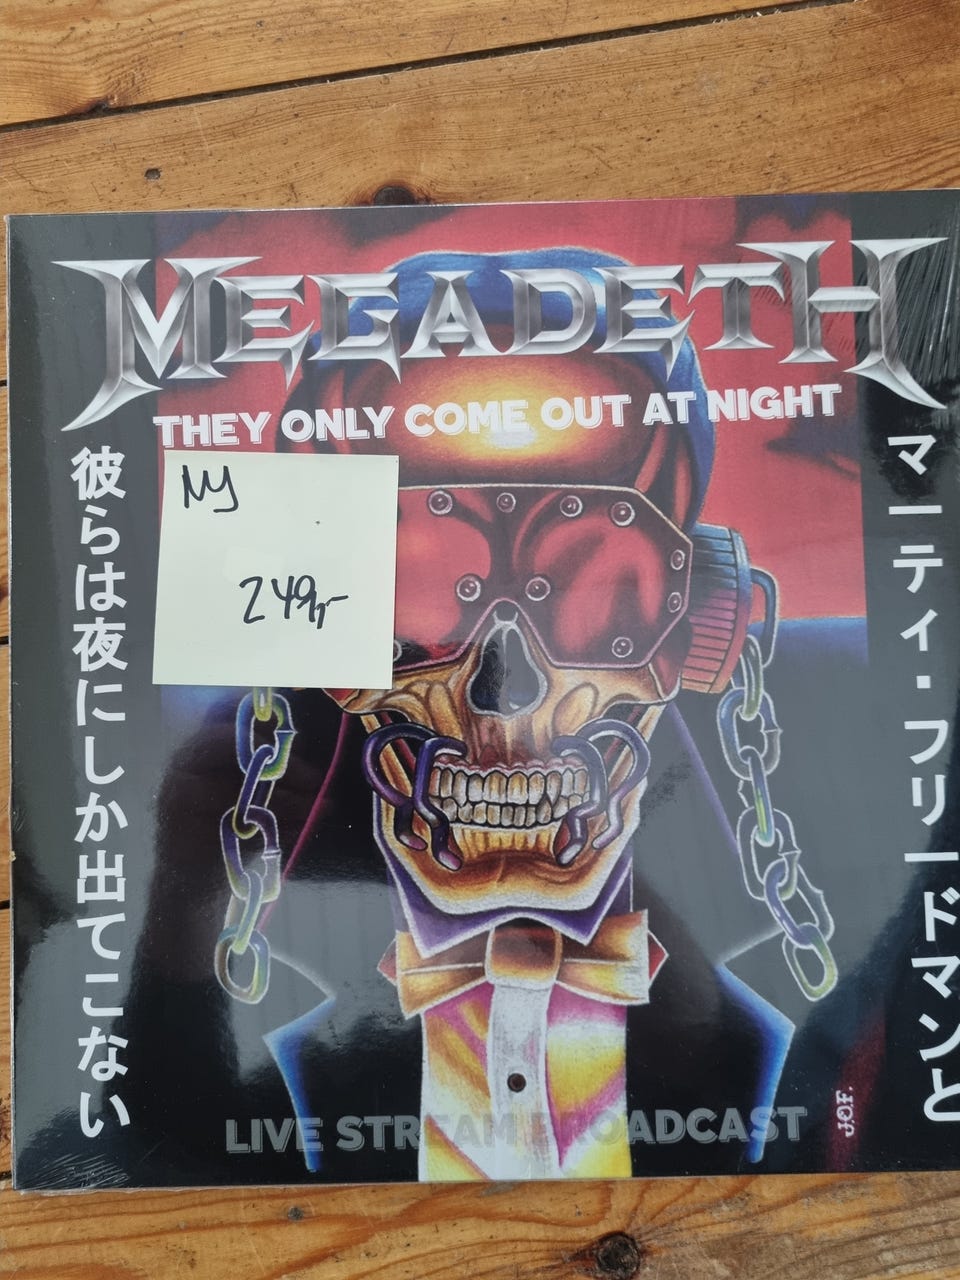 MEGADETH
THEY ONLY COME OUT AT NIGHT
Ny
249,-
彼らは夜にしか出てこない
マーティ・フリードマンと
LIVE STREAM BROADCAST
J.O.F.